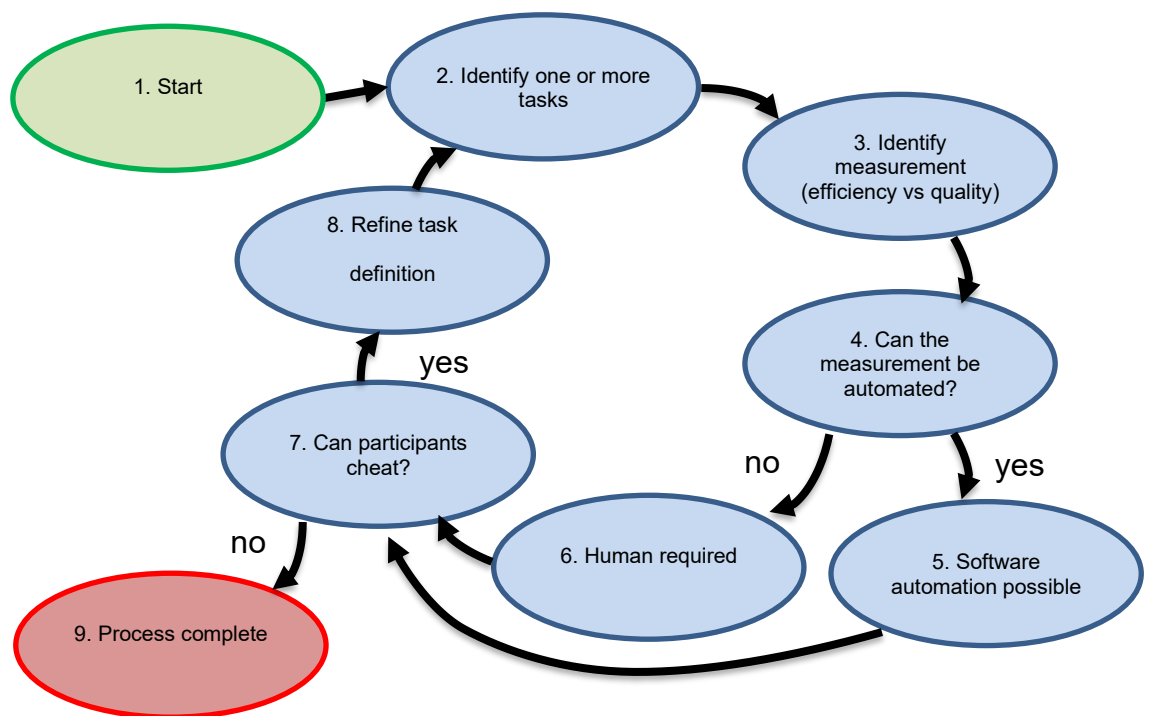 1. Start
2. Identify one or more
tasks
3. Identify
measurement
(efficiency vs quality)
4. Can the
measurement be
automated?
no
yes
5. Software
automation possible
6. Human required
7. Can participants
cheat?
yes
8. Refine task
definition
no
9. Process complete